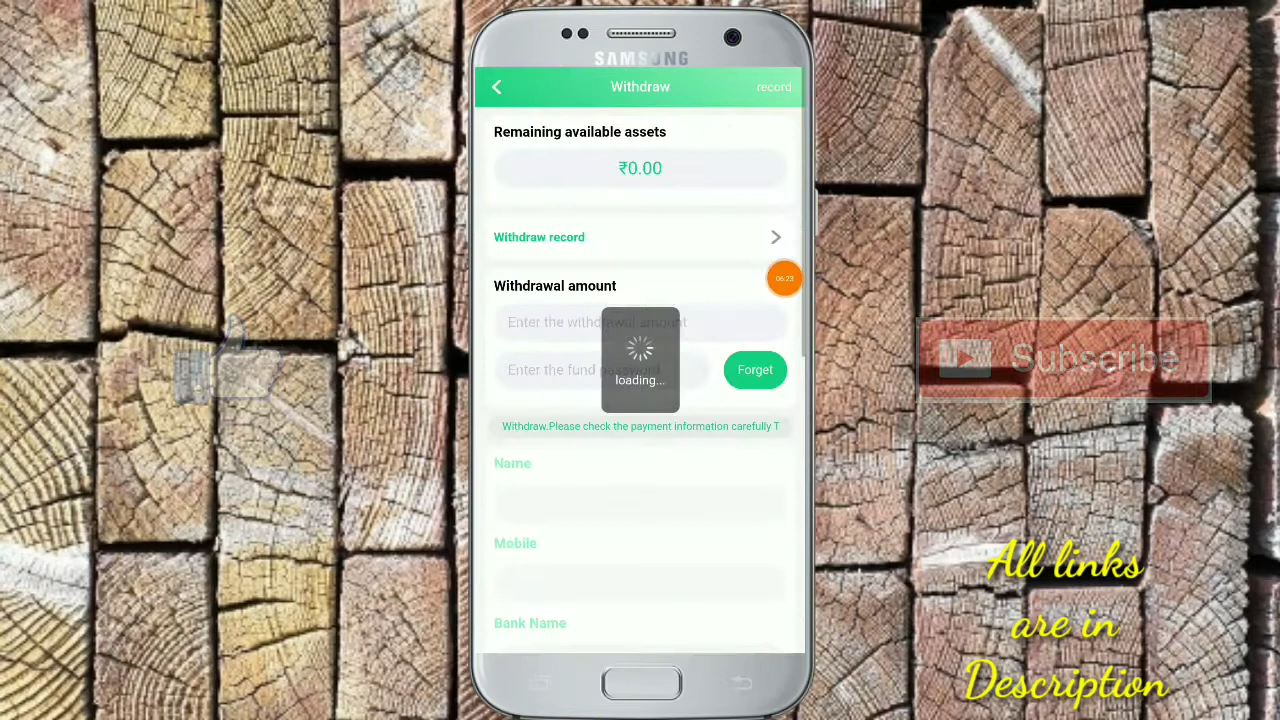 SAMSUNG
Withdraw
record
Remaining available assets
₹0.00
Withdraw record
06:23
Withdrawal amount
Enter the withdrawal amount
Enter the fund password
Forget
loading...
Withdraw.Please check the payment information carefully T
Name
Mobile
Bank Name
Subscribe
All links
are in
Description